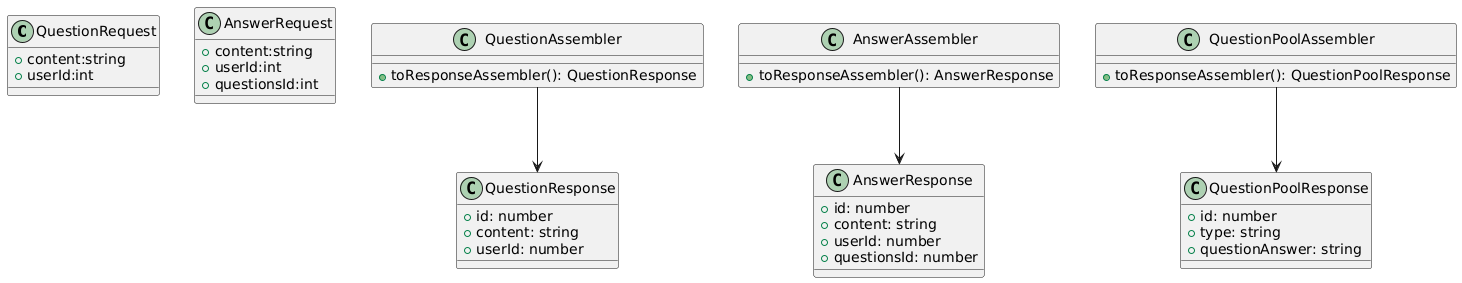 C QuestionRequest
content:string
userId:int
C AnswerRequest
content:string
userId:int
questionsId:int
C QuestionAssembler
toResponseAssembler(): QuestionResponse
C AnswerAssembler
toResponseAssembler(): AnswerResponse
C QuestionPoolAssembler
toResponseAssembler(): QuestionPoolResponse
C QuestionResponse
id: number
content: string
userId: number
C AnswerResponse
id: number
content: string
userId: number
questionsId: number
C QuestionPoolResponse
id: number
type: string
questionAnswer: string